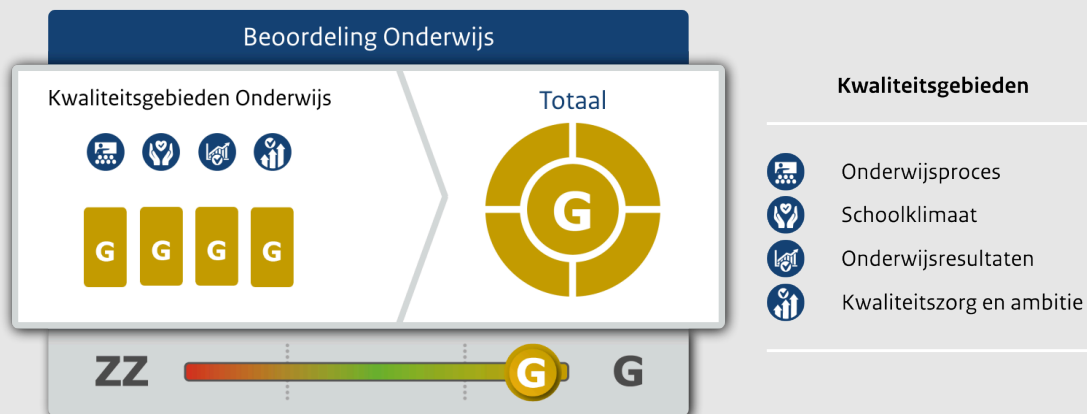 Beoordeling Onderwijs
Kwaliteitsgebieden Onderwijs
Totaal
G G G G
G
ZZ G G
Kwaliteitsgebieden
Onderwijsproces
Schoolklimaat
Onderwijsresultaten
Kwaliteitszorg en ambitie